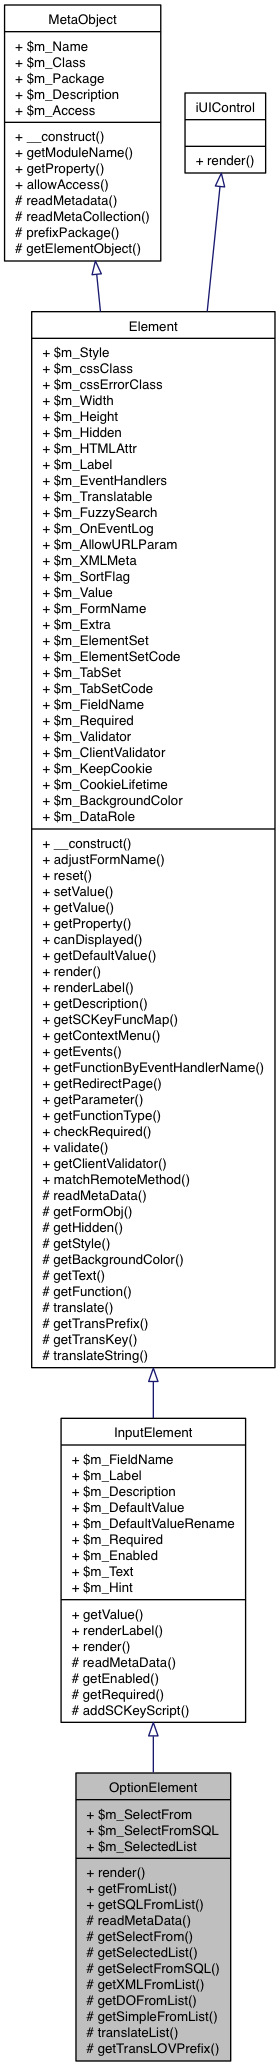 MetaObject
+ $m_Name
+ $m_Class
+ $m_Package
+ $m_Description
+ $m_Access
+ __construct()
+ getModuleName()
+ getProperty()
+ allowAccess()
# readMetadata()
# readMetaCollection()
# prefixPackage()
# getElementObject()
iUIControl
+ render()
Element
+ $m_Style
+ $m_cssClass
+ $m_cssErrorClass
+ $m_Width
+ $m_Height
+ $m_Hidden
+ $m_HTMLAttr
+ $m_Label
+ $m_EventHandlers
+ $m_Translatable
+ $m_FuzzySearch
+ $m_OnEventLog
+ $m_AllowURLParam
+ $m_XMLMeta
+ $m_SortFlag
+ $m_Value
+ $m_FormName
+ $m_Extra
+ $m_ElementSet
+ $m_ElementSetCode
+ $m_TabSet
+ $m_TabSetCode
+ $m_FieldName
+ $m_Required
+ $m_Validator
+ $m_ClientValidator
+ $m_KeepCookie
+ $m_CookieLifetime
+ $m_BackgroundColor
+ $m_DataRole
+ __construct()
+ adjustFormName()
+ reset()
+ setValue()
+ getValue()
+ getProperty()
+ canDisplayed()
+ getDefaultValue()
+ render()
+ renderLabel()
+ getDescription()
+ getSCKeyFuncMap()
+ getContextMenu()
+ getEvents()
+ getFunctionByEventHandlerName()
+ getRedirectPage()
+ getParameter()
+ getFunctionType()
+ checkRequired()
+ validate()
+ getClientValidator()
+ matchRemoteMethod()
# readMetaData()
# getFormObj()
# getHidden()
# getStyle()
# getBackgroundColor()
# getText()
# getFunction()
# translate()
# getTransPrefix()
# getTransKey()
# translateString()
InputElement
+ $m_FieldName
+ $m_Label
+ $m_Description
+ $m_DefaultValue
+ $m_DefaultValueRename
+ $m_Required
+ $m_Enabled
+ $m_Text
+ $m_Hint
+ getValue()
+ renderLabel()
+ render()
# readMetaData()
# getEnabled()
# getRequired()
# addSCKeyScript()
OptionElement
+ $m_SelectFrom
+ $m_SelectFromSQL
+ $m_SelectedList
+ render()
+ getFromList()
+ getSQLFromList()
# readMetaData()
# getSelectFrom()
# getSelectedList()
# getSelectFromSQL()
# getXMLFromList()
# getDOFromList()
# getSimpleFromList()
# translateList()
# getTransLOVPrefix()